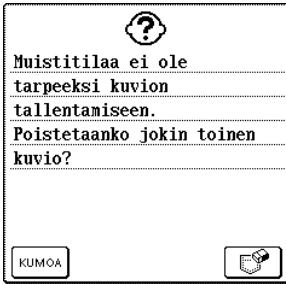 Muistitilaa ei ole
tarpeeksi kuvion
tallentamiseen.
Poistetaanko jokin toinen
kuvio?
KUMOA